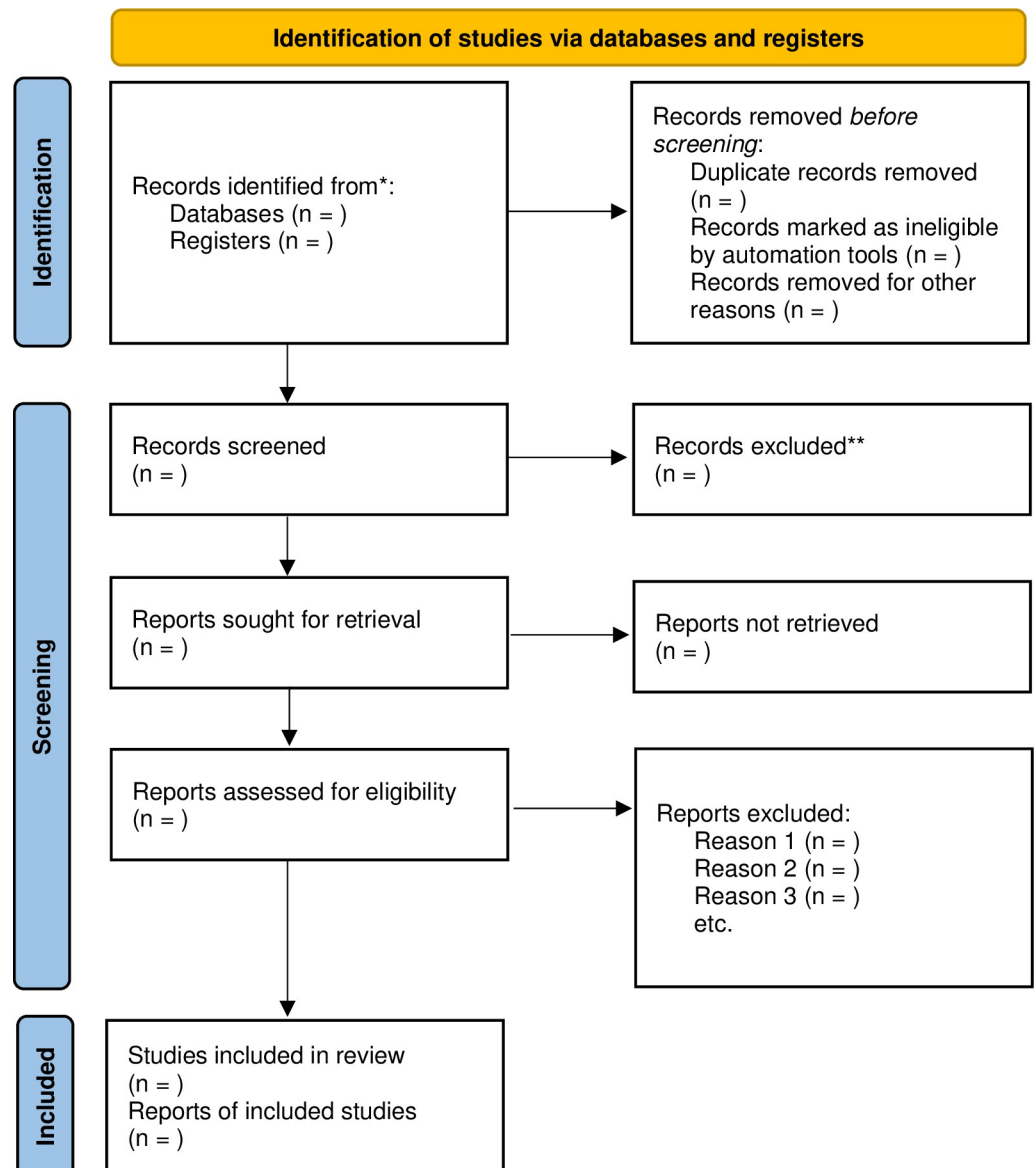 Identification of studies via databases and registers
Identification
Records identified from*:
Databases (n = )
Registers (n = )
Records removed before
screening:
Duplicate records removed
(n = )
Records marked as ineligible
by automation tools (n = )
Records removed for other
reasons (n = )
Screening
Records screened
(n = )
Records excluded**
(n = )
Reports sought for retrieval
(n = )
Reports not retrieved
(n = )
Reports assessed for eligibility
(n = )
Reports excluded:
Reason 1 (n = )
Reason 2 (n = )
Reason 3 (n = )
etc.
Included
Studies included in review
(n = )
Reports of included studies
(n = )